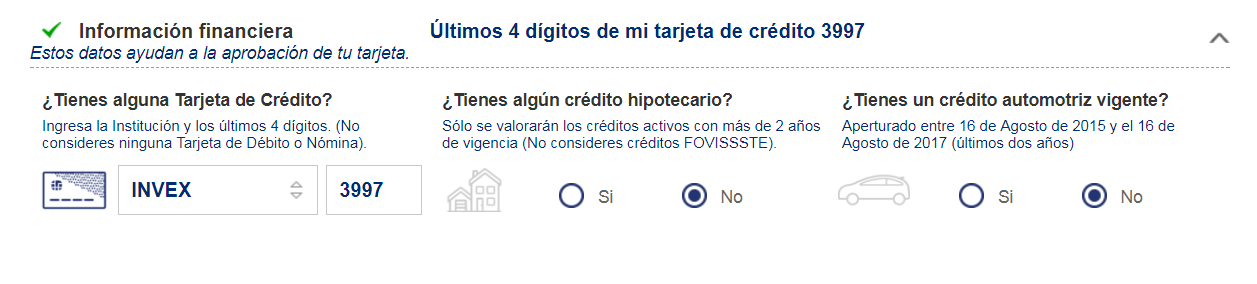 Información financiera
Últimos 4 dígitos de mi tarjeta de crédito 3997
Estos datos ayudan a la aprobación de tu tarjeta.
¿Tienes alguna Tarjeta de Crédito?
Ingresa la Institución y los últimos 4 dígitos. (No
consideres ninguna Tarjeta de Débito o Nómina).
INVEX
3997
¿Tienes algún crédito hipotecario?
Sólo se valorarán los créditos activos con más de 2 años
de vigencia (No consideres créditos FOVISSSTE).
Si
No
¿Tienes un crédito automotriz vigente?
Aperturado entre 16 de Agosto de 2015 y el 16 de
Agosto de 2017 (últimos dos años)
Si
No